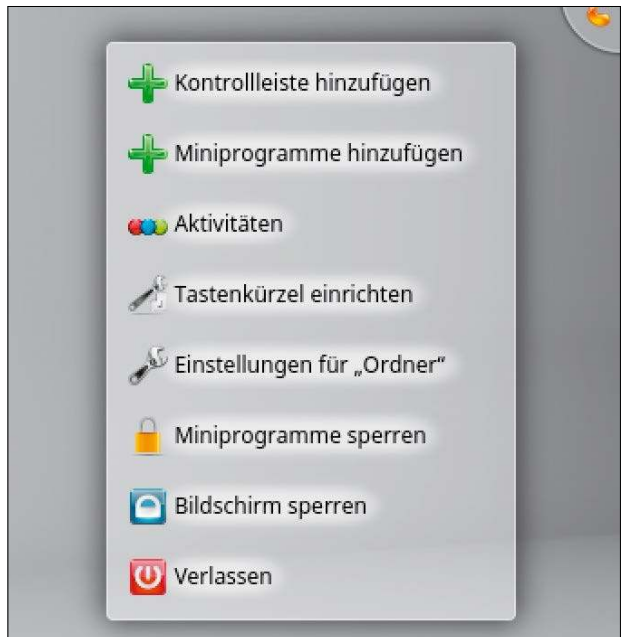 Kontrollleiste hinzufügen
Miniprogramme hinzufügen
Aktivitäten
Tastenkürzel einrichten
Einstellungen für „Ordner“
Miniprogramme sperren
Bildschirm sperren
Verlassen